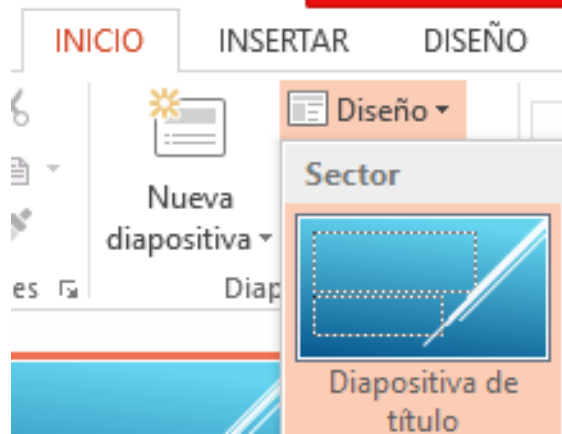 INICIO INSERTAR DISEÑO
Diseño
Nueva
diapositiva
Sector
es Diap
Diapositiva de
título